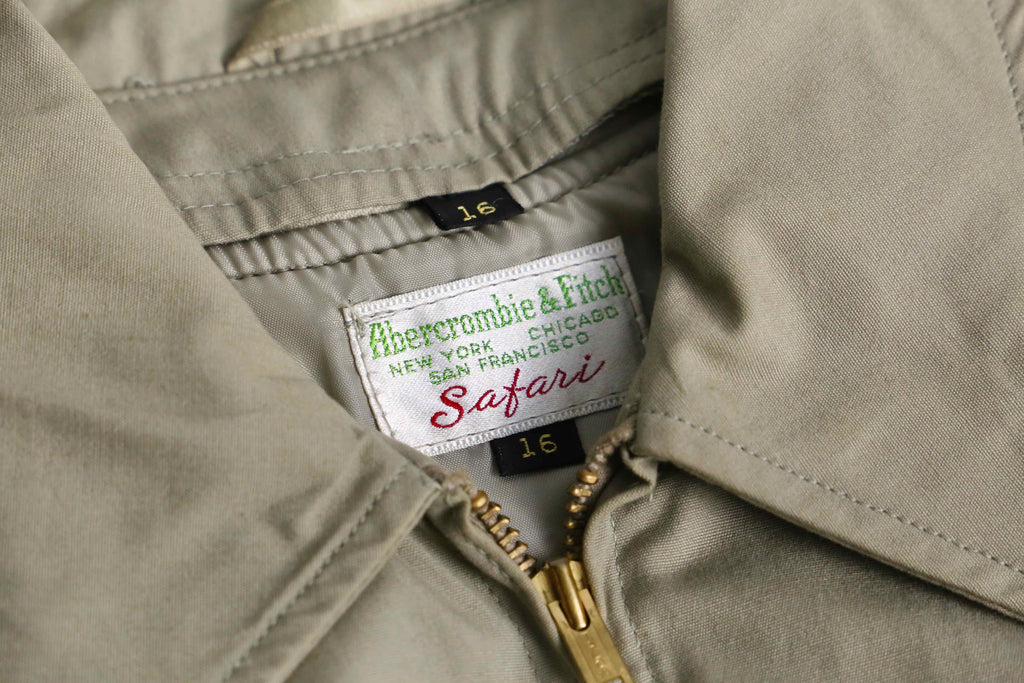 16
Abercrombie & Fitch
NEW YORK CHICAGO
SAN FRANCISCO
Safari
16